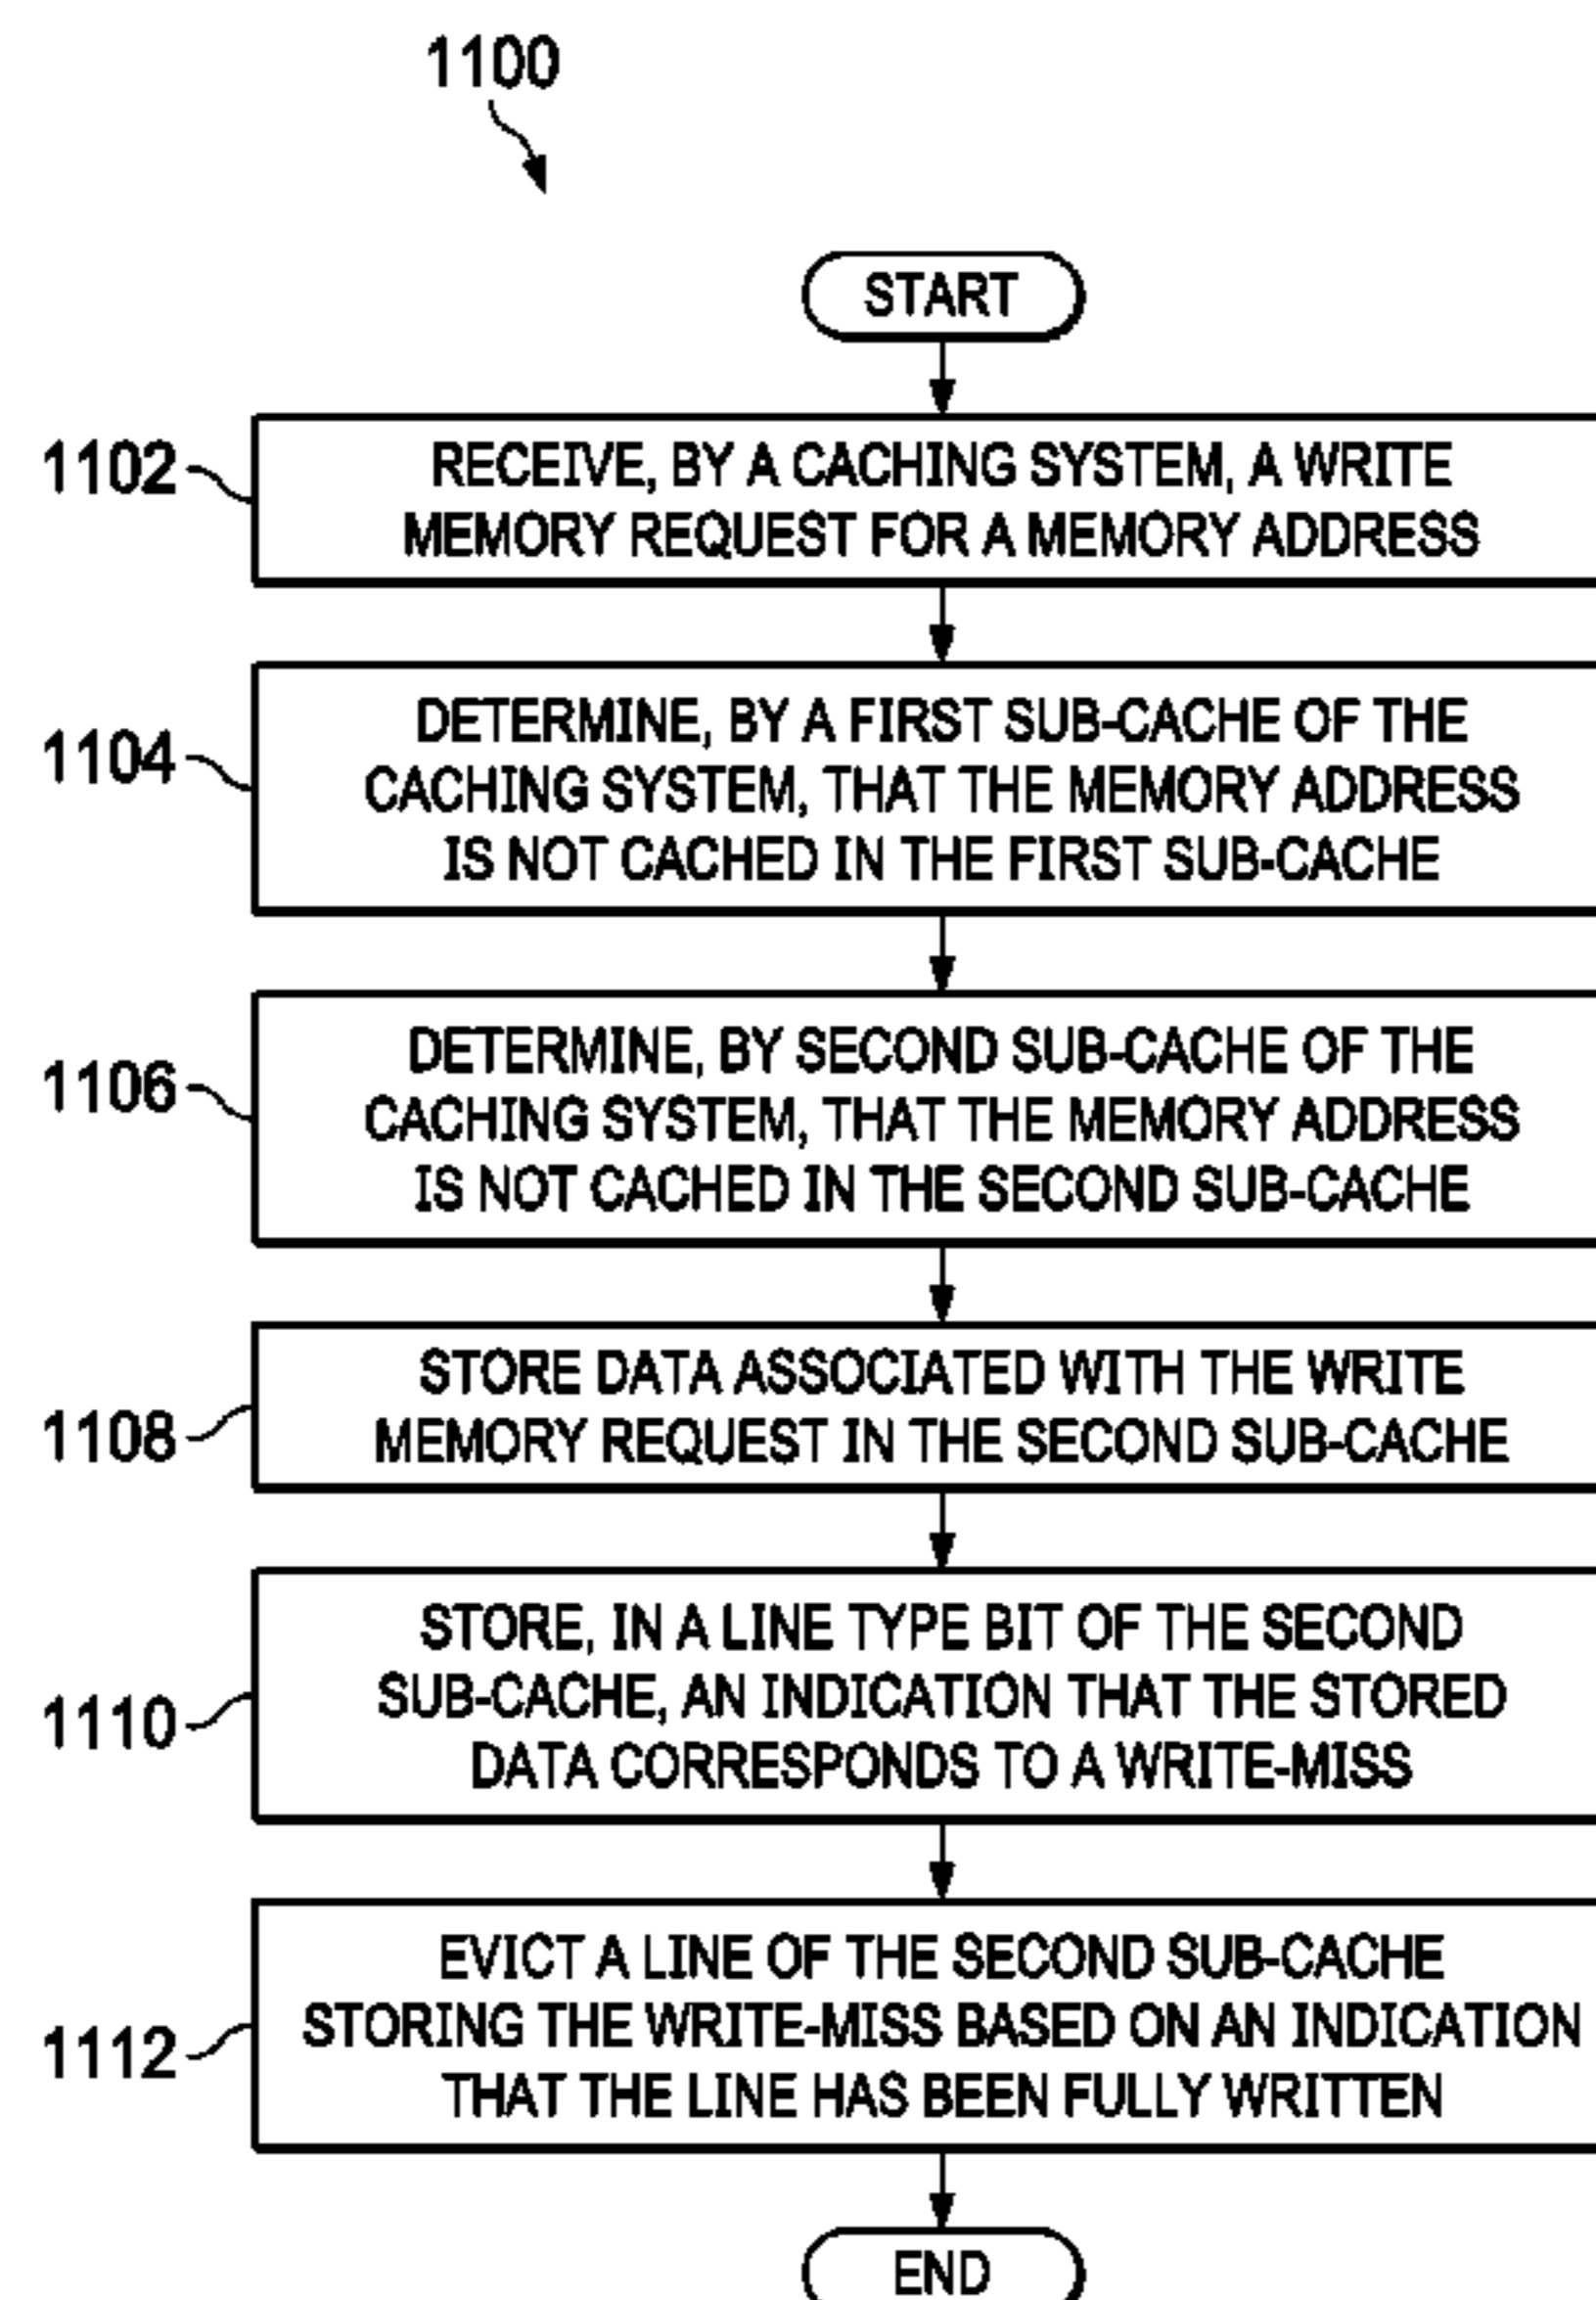 1100
START
1102
RECEIVE, BY A CACHING SYSTEM, A WRITE
MEMORY REQUEST FOR A MEMORY ADDRESS
1104
DETERMINE, BY A FIRST SUB-CACHE OF THE
CACHING SYSTEM, THAT THE MEMORY ADDRESS
IS NOT CACHED IN THE FIRST SUB-CACHE
1106
DETERMINE, BY SECOND SUB-CACHE OF THE
CACHING SYSTEM, THAT THE MEMORY ADDRESS
IS NOT CACHED IN THE SECOND SUB-CACHE
1108
STORE DATA ASSOCIATED WITH THE WRITE
MEMORY REQUEST IN THE SECOND SUB-CACHE
1110
STORE, IN A LINE TYPE BIT OF THE SECOND
SUB-CACHE, AN INDICATION THAT THE STORED
DATA CORRESPONDS TO A WRITE-MISS
1112
EVICT A LINE OF THE SECOND SUB-CACHE
STORING THE WRITE-MISS BASED ON AN INDICATION
THAT THE LINE HAS BEEN FULLY WRITTEN
END